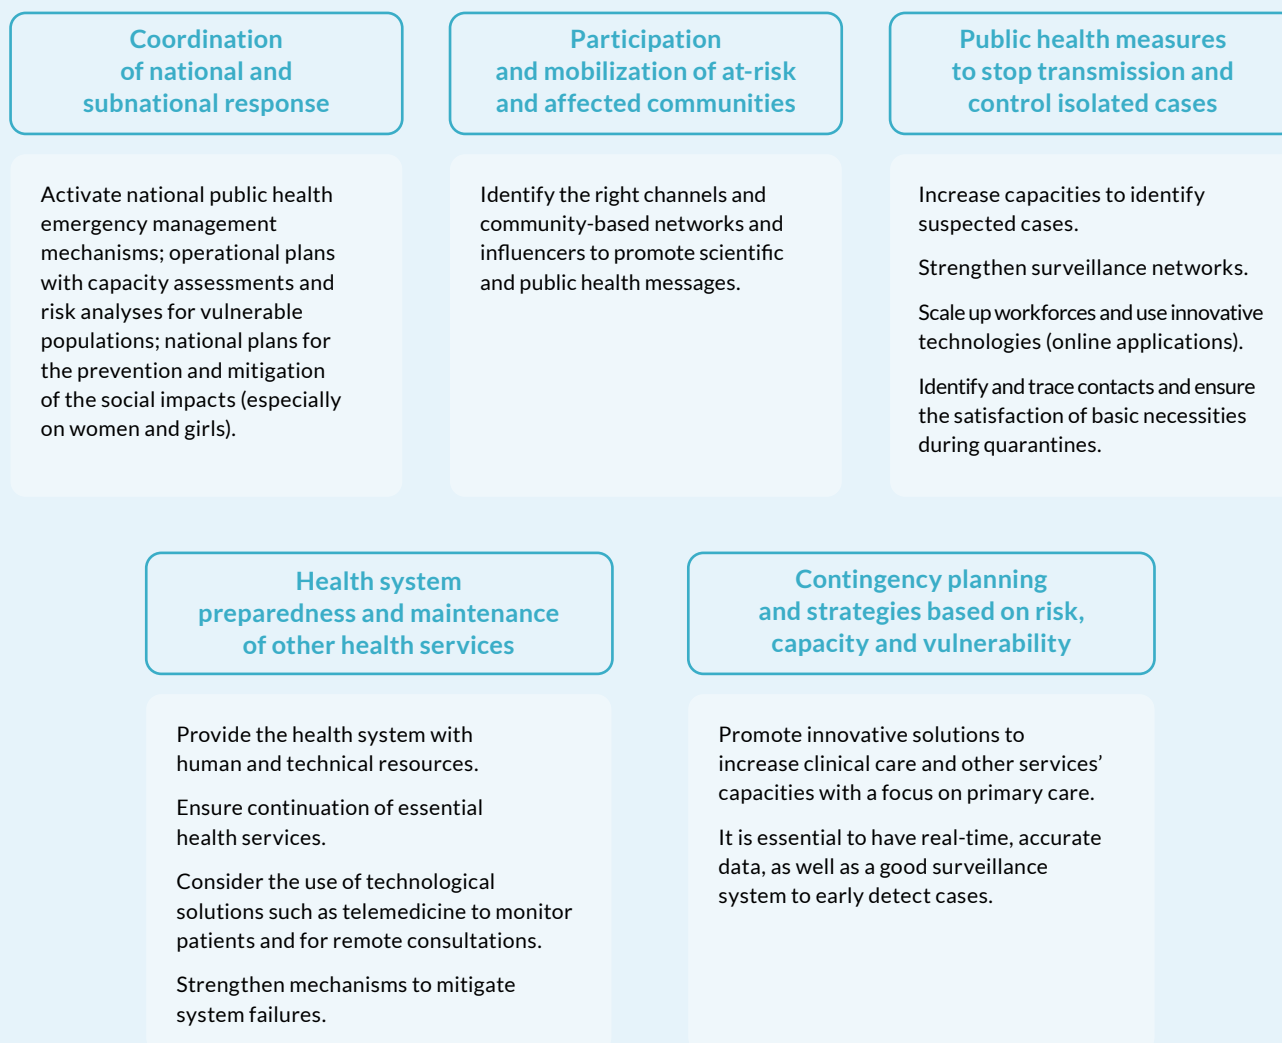 Coordination
of national and
subnational response
Activate national public health
emergency management
mechanisms; operational plans
with capacity assessments and
risk analyses for vulnerable
populations; national plans for
the prevention and mitigation
of the social impacts (especially
on women and girls).
Participation
and mobilization of at-risk
and affected communities
Identify the right channels and
community-based networks and
influencers to promote scientific
and public health messages.
Public health measures
to stop transmission and
control isolated cases
Increase capacities to identify
suspected cases.
Strengthen surveillance networks.
Scale up workforces and use innovative
technologies (online applications).
Identify and trace contacts and ensure
the satisfaction of basic necessities
during quarantines.
Health system
preparedness and maintenance
of other health services
Provide the health system with
human and technical resources.
Ensure continuation of essential
health services.
Consider the use of technological
solutions such as telemedicine to monitor
patients and for remote consultations.
Strengthen mechanisms to mitigate
system failures.
Contingency planning
and strategies based on risk,
capacity and vulnerability
Promote innovative solutions to
increase clinical care and other services’
capacities with a focus on primary care.
It is essential to have real-time, accurate
data, as well as a good surveillance
system to early detect cases.